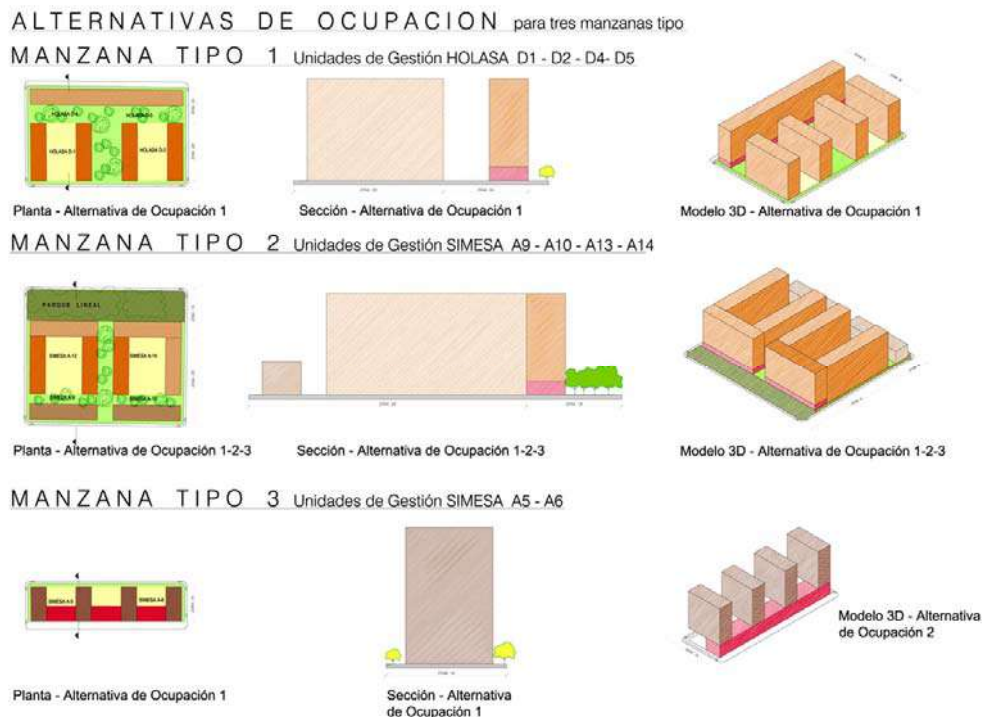 ALTERNATIVAS DE OCUPACION para tres manzanas tipo
MANZANA TIPO 1 Unidades de Gestión HOLASA D1 - D2 - D4- D5
HOLASA D-1
Planta - Alternativa de Ocupación 1
Sección - Alternativa de Ocupación 1
Modelo 3D - Alternativa de Ocupación 1
MANZANA TIPO 2 Unidades de Gestión SIMESA A9 - A10 - A13 - A14
PARQUE LINEAL
Planta - Alternativa de Ocupación 1-2-3
Sección - Alternativa de Ocupación 1-2-3
Modelo 3D - Alternativa de Ocupación 1-2-3
MANZANA TIPO 3 Unidades de Gestión SIMESA A5 - A6
Planta - Alternativa de Ocupación 1
Sección - Alternativa
de Ocupación 1
Modelo 3D - Alternativa
de Ocupación 2